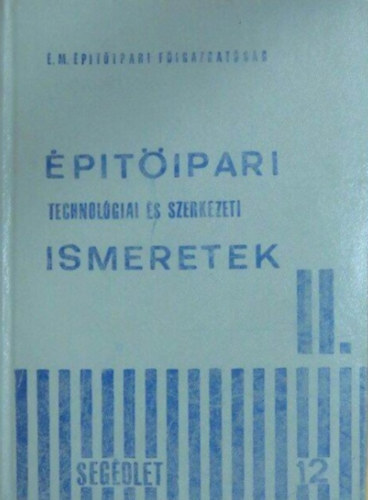 É.M. ÉPITŐIPARI FŐIGAZGATÓSÁG
ÉPITŐIPARI
TECHNOLÓGIAI ÉS SZERKEZETI
ISMERETEK
II.
SEGÉDLET 12